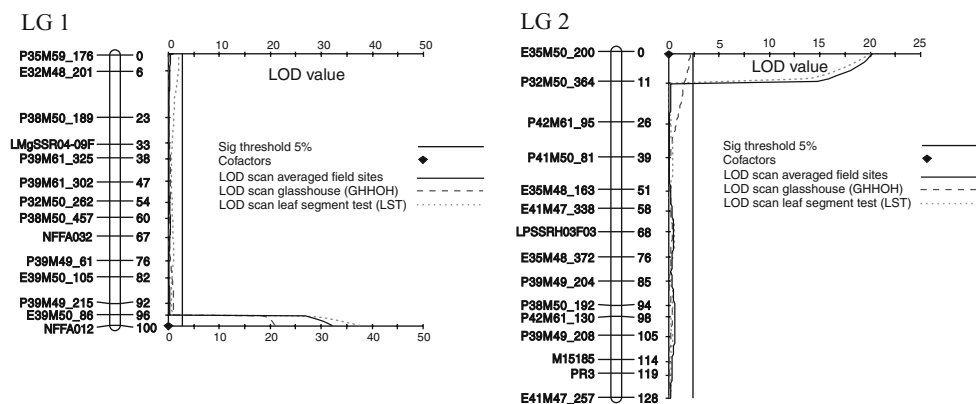 LG 1
0 10 20 30 40 50
LOD value
P35M59_176 0
E32M48_201 6
P38M50_189 23
LMgSSR04-09F 33
P39M61_325 38
P39M61_302 47
P32M50_262 54
P38M50_457 60
NFFA032 67
P39M49_61 76
E39M50_105 82
P39M49_215 92
E39M50_86 96
NFFA012 100
Sig threshold 5%
Cofactors
LOD scan averaged field sites
LOD scan glasshouse (GHHOH)
LOD scan leaf segment test (LST)
0 10 20 30 40 50
LG 2
0 5 10 15 20 25
LOD value
E35M50_200 0
P32M50_364 11
P42M61_95 26
P41M50_81 39
E35M48_163 51
E41M47_338 58
LPSSRH03F03 68
E35M48_372 76
P39M49_204 85
P38M50_192 94
P42M61_130 98
P39M49_208 105
M15185 114
PR3 119
E41M47_257 128
Sig threshold 5%
Cofactors
LOD scan averaged field sites
LOD scan glasshouse (GHHOH)
LOD scan leaf segment test (LST)